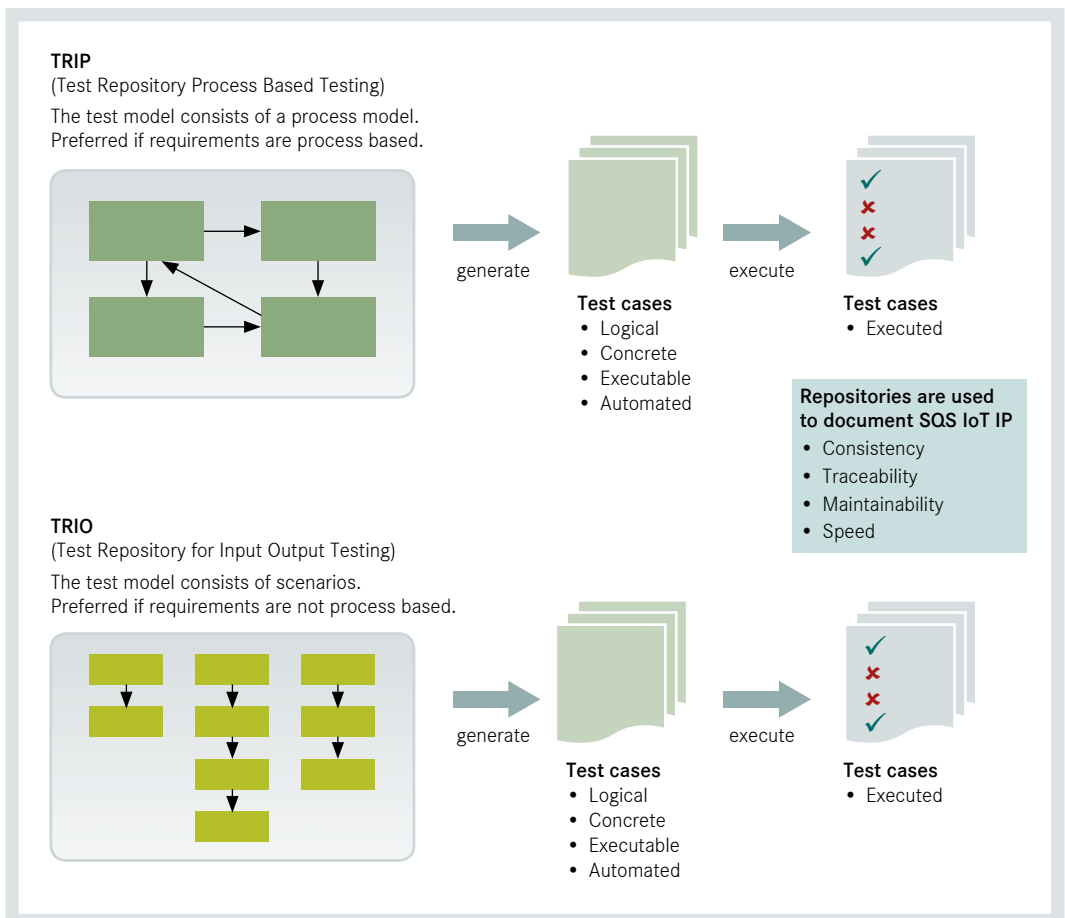 TRIP
(Test Repository Process Based Testing)
The test model consists of a process model.
Preferred if requirements are process based.
generate
execute
Test cases
• Logical
• Concrete
• Executable
• Automated
Test cases
• Executed
Repositories are used
to document SQS IoT IP
• Consistency
• Traceability
• Maintainability
• Speed
TRIO
(Test Repository for Input Output Testing)
The test model consists of scenarios.
Preferred if requirements are not process based.
generate
execute
Test cases
• Logical
• Concrete
• Executable
• Automated
Test cases
• Executed